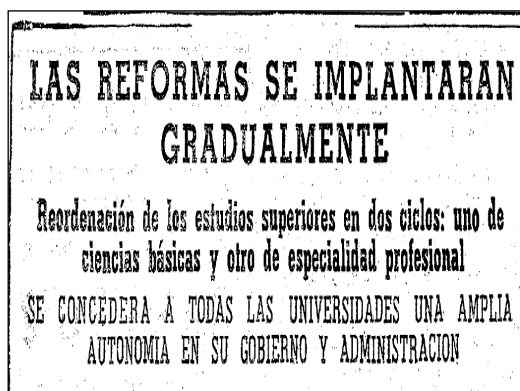 LAS REFORMAS SE IMPLANTARAN
GRADUALMENTE
Reordenación de los estudios superiores en dos ciclos: uno de
ciencias básicas y otro de especialidad profesional
SE CONCEDERA A TODAS LAS UNIVERSIDADES UNA AMPLIA
AUTONOMIA EN SU GOBIERNO Y ADMINISTRACION